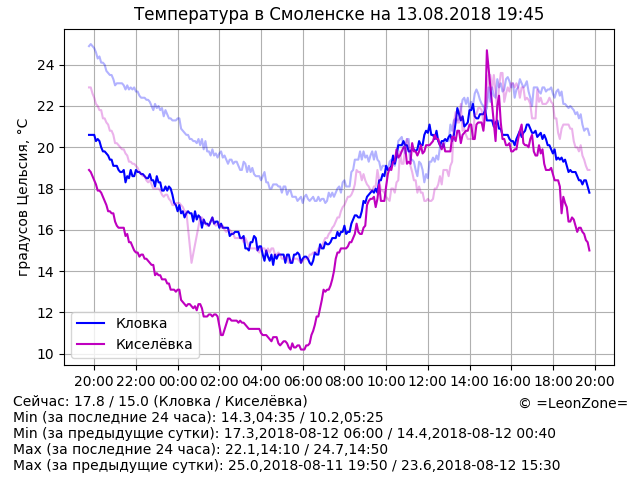 Температура в Смоленске на 13.08.2018 19:45
градусов Цельсия, °C
24
22
20
18
16
14
12
10
Кловка
Киселёвка
20:00 22:00 00:00 02:00 04:00 06:00 08:00 10:00 12:00 14:00 16:00 18:00 20:00
Сейчас: 17.8 / 15.0 (Кловка / Киселёвка)
© =LeonZone=
Min (за последние 24 часа): 14.3,04:35 / 10.2,05:25
Min (за предыдущие сутки): 17.3,2018-08-12 06:00 / 14.4,2018-08-12 00:40
Max (за последние 24 часа): 22.1,14:10 / 24.7,14:50
Max (за предыдущие сутки): 25.0,2018-08-11 19:50 / 23.6,2018-08-12 15:30